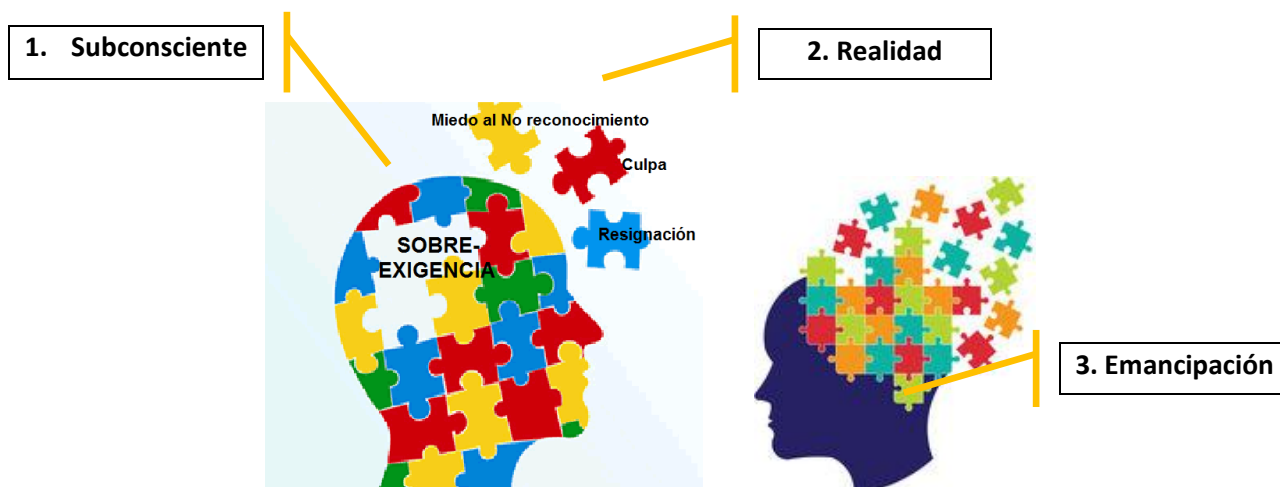 1. Subconsciente
2. Realidad
Miedo al No reconocimiento
Culpa
Resignación
SOBRE-
EXIGENCIA
3. Emancipación